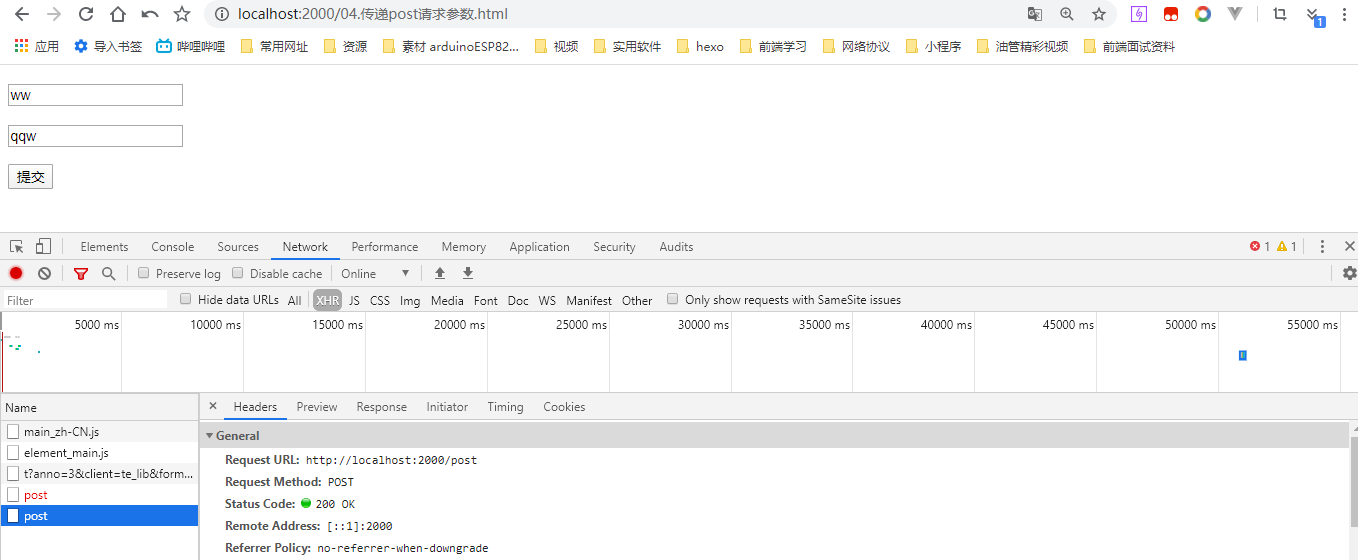 localhost:2000/04.传递post请求参数.html
应用 导入书签 哔哩哔哩 常用网址 资源 素材 arduinoESP82... 视频 实用软件 hexo 前端学习 网络协议 小程序 油管精彩视频 前端面试资料
1
ww
qqw
提交
Elements Console Sources Network Performance Memory Application Security Audits 1 1
Preserve log Disable cache Online
Filter Hide data URLs All XHR JS CSS Img Media Font Doc WS Manifest Other Only show requests with SameSite issues
5000 ms 10000 ms 15000 ms 20000 ms 25000 ms 30000 ms 35000 ms 40000 ms 45000 ms 50000 ms 55000 ms
Name
main_zh-CN.js
element_main.js
t?anno=3&client=te_lib&form...
post
post
Headers Preview Response Initiator Timing Cookies
General
Request URL: http://localhost:2000/post
Request Method: POST
Status Code: 200 OK
Remote Address: [::1]:2000
Referrer Policy: no-referrer-when-downgrade